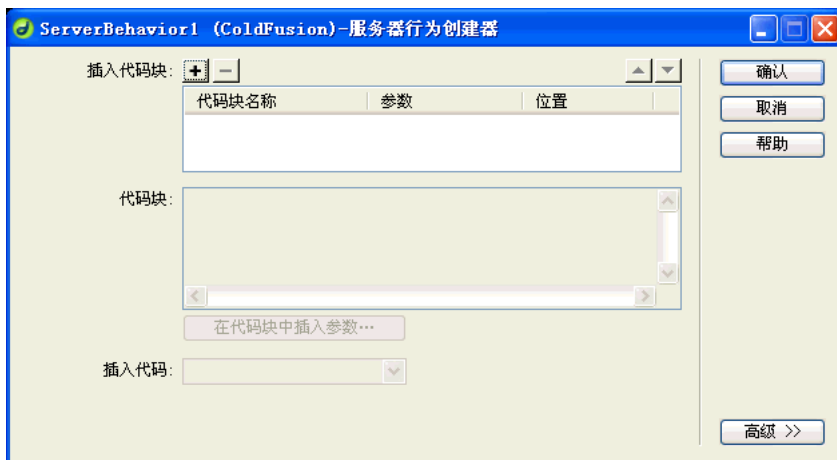 ServerBehavior1 (ColdFusion)-服务器行为创建器
插入代码块:
确认
代码块名称 参数 位置
取消
帮助
代码块:
在代码块中插入参数…
插入代码:
高级 >>